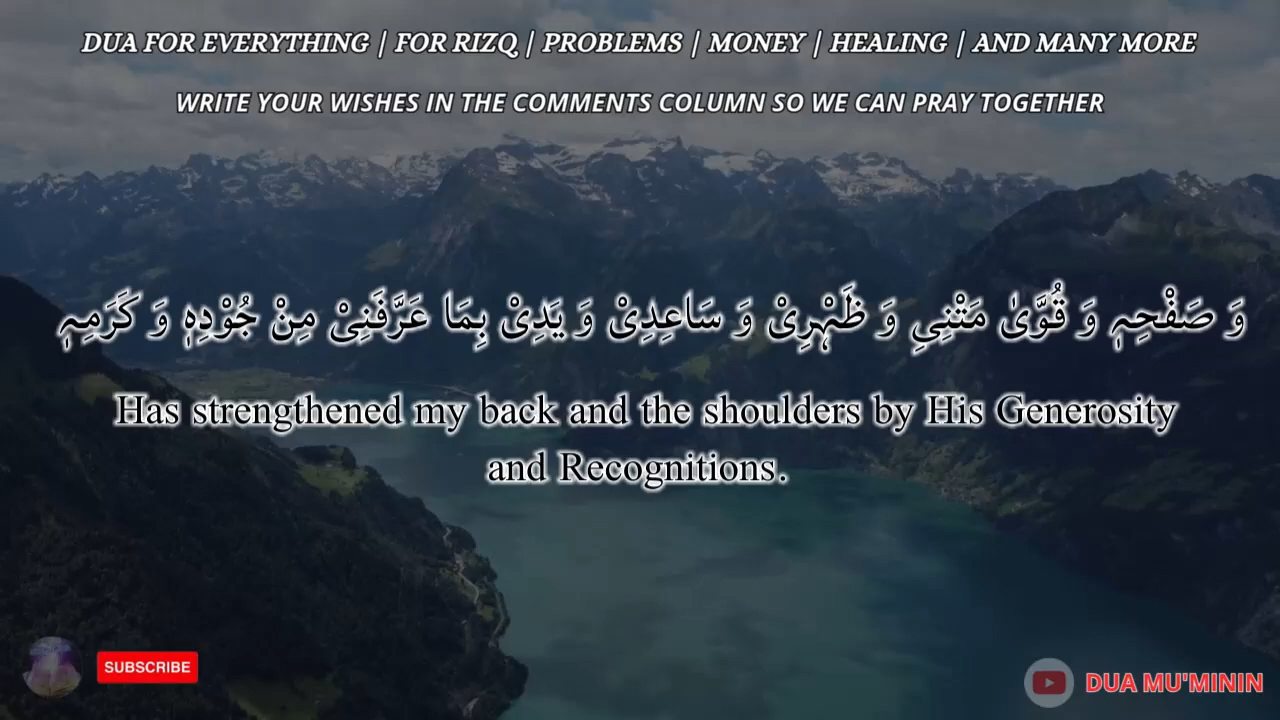 DUA FOR EVERYTHING | FOR RIZQ | PROBLEMS | MONEY | HEALING | AND MANY MORE
WRITE YOUR WISHES IN THE COMMENTS COLUMN SO WE CAN PRAY TOGETHER
وَ صَفْحِہٖ وَ قُوَّیٰ مَتْنِیِ وَ ظَہْرِیْ وَ سَاعِدِیْ وَ یَدِیْ بِمَا عَرَّفَنِیْ مِنْ جُوْدِہٖ وَ کَرَمِہٖ
Has strengthened my back and the shoulders by His Generosity
and Recognitions.
SUBSCRIBE
DUA MU'MININ